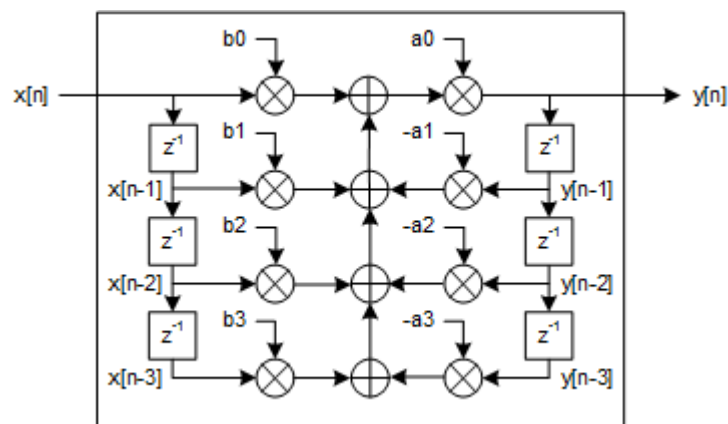 b0 a0
x[n] y[n]
z⁻¹ b1 -a1 z⁻¹
x[n-1] y[n-1]
z⁻¹ b2 -a2 z⁻¹
x[n-2] y[n-2]
z⁻¹ b3 -a3 z⁻¹
x[n-3] y[n-3]